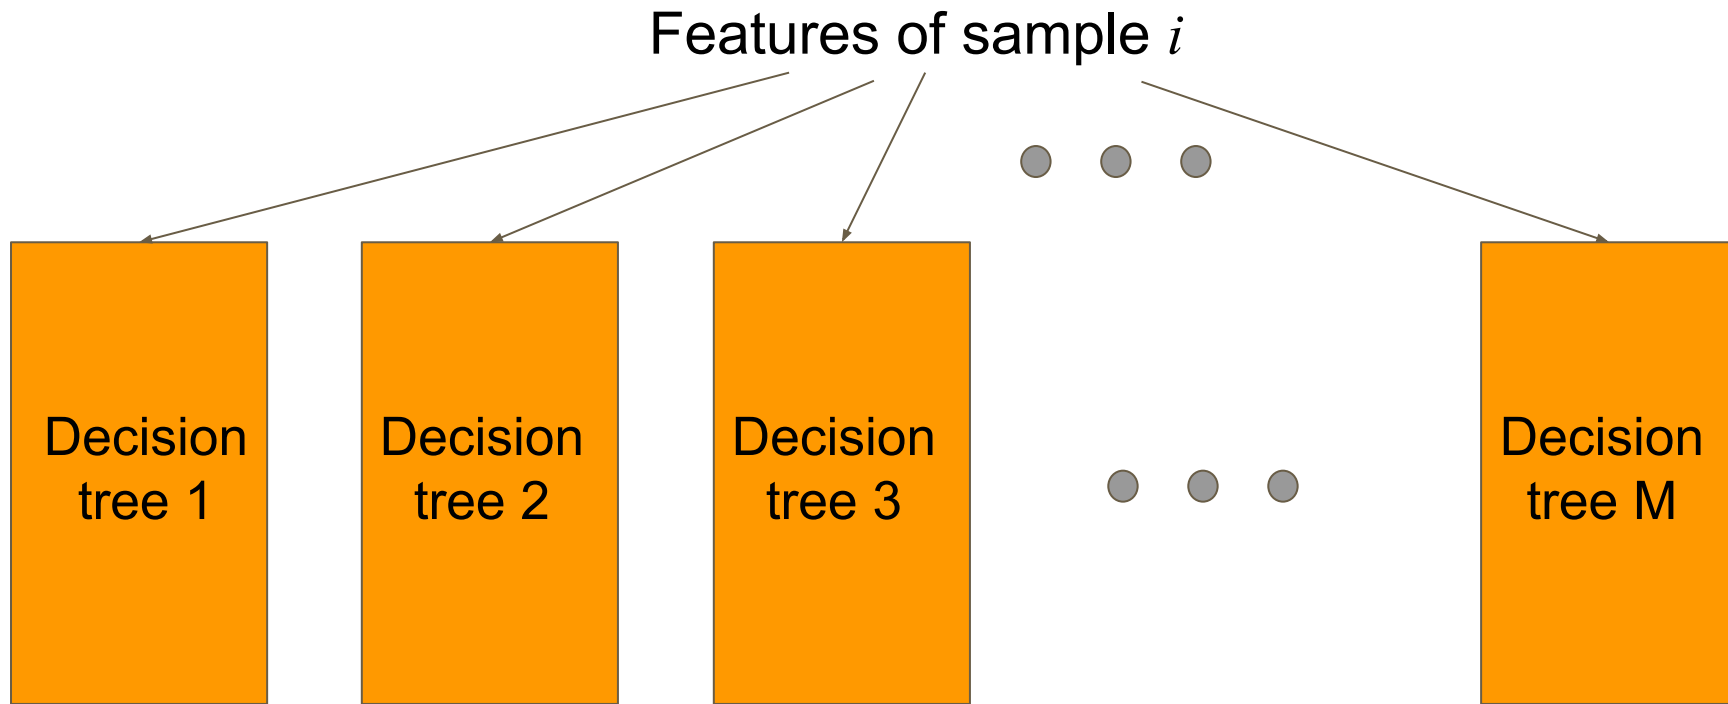 Features of sample i
Decision
tree 1
Decision
tree 2
Decision
tree 3
Decision
tree M